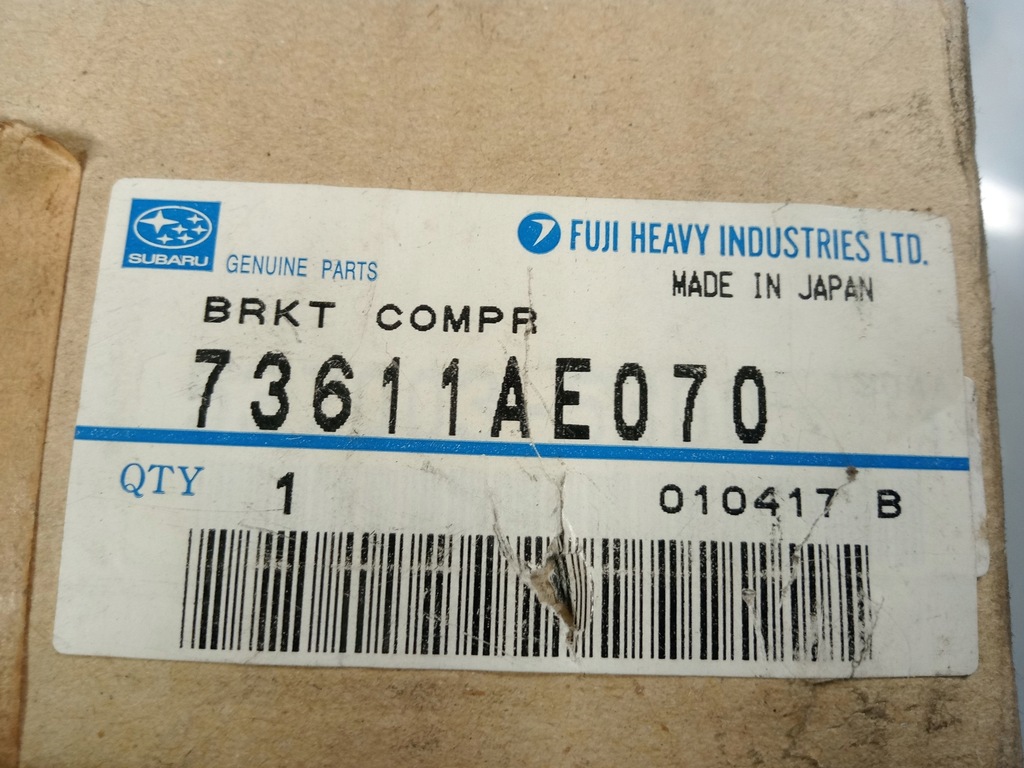 SUBARU
GENUINE PARTS
FUJI HEAVY INDUSTRIES LTD.
MADE IN JAPAN
BRKT COMPR
73611AE070
QTY 1
010417 B